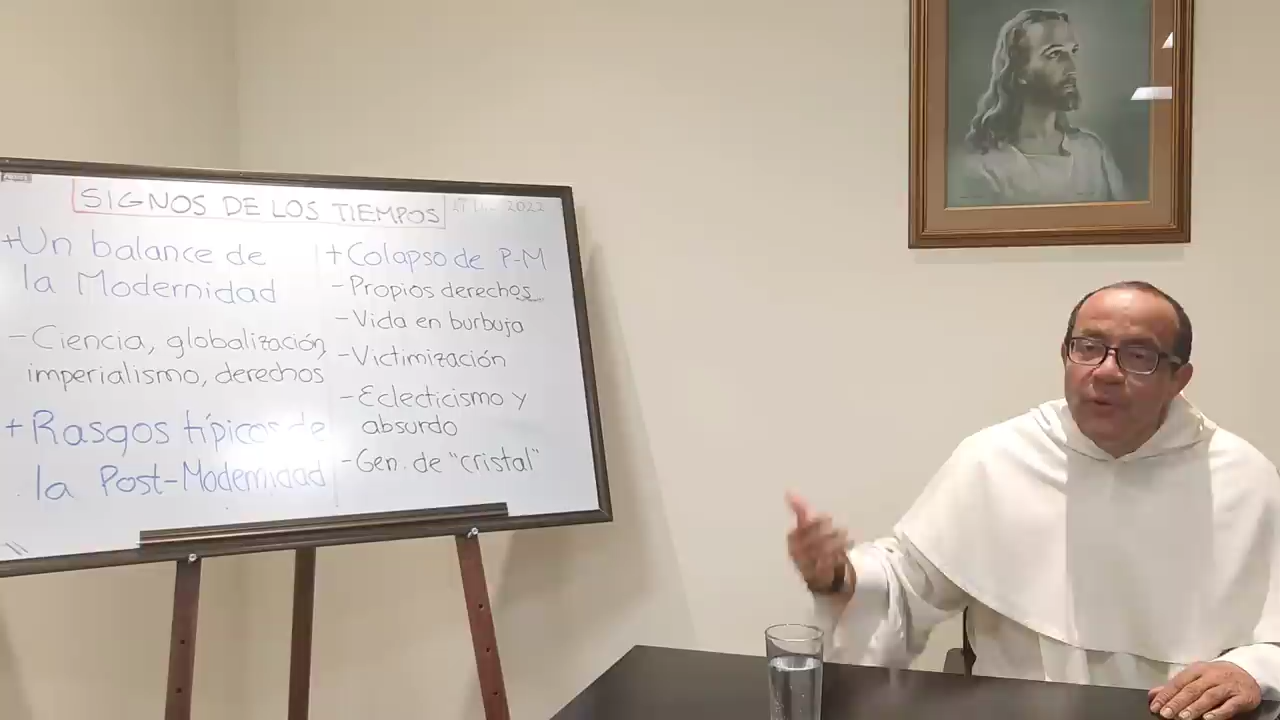 SIGNOS DE LOS TIEMPOS 2022
+Un balance de
la Modernidad
- Ciencia, globalización,
imperialismo, derechos
+ Rasgos típicos de
la Post-Modernidad
+Colapso de P-M
- Propios derechos
- Vida en burbuja
- Victimización
- Eclecticismo y
absurdo
- Gen. de "cristal"